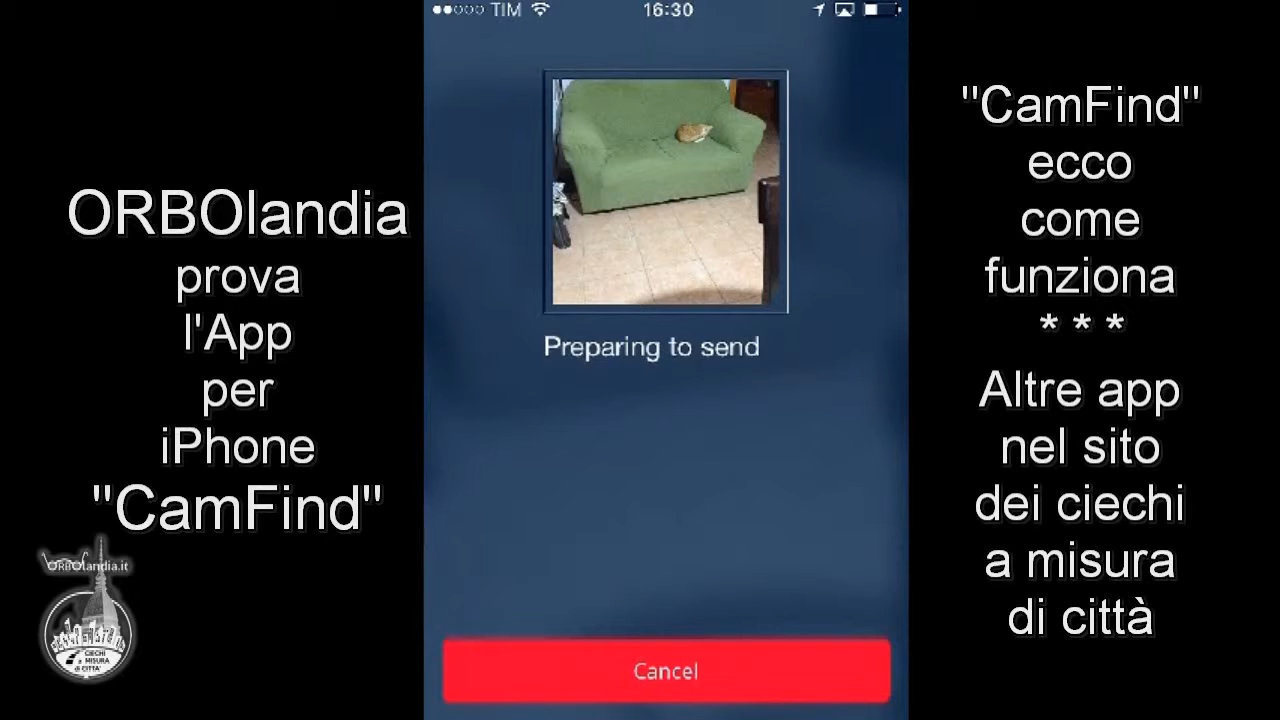 ORBOlandia
prova
l'App
per
iPhone
"CamFind"
ORBOlandia.it
CIECHI
a MISURA
di CITTA'
TIM
16:30
Preparing to send
Cancel
"CamFind"
ecco
come
funziona
* * *
Altre app
nel sito
dei ciechi
a misura
di città